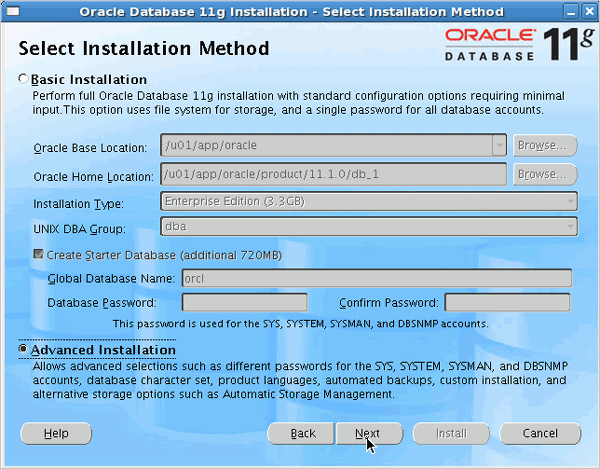 Oracle Database 11g Installation - Select Installation Method
Select Installation Method
ORACLE
DATABASE
11g
Basic Installation
Perform full Oracle Database 11g installation with standard configuration options requiring minimal
input.This option uses file system for storage, and a single password for all database accounts.
Oracle Base Location:
/u01/app/oracle
Browse...
Oracle Home Location:
/u01/app/oracle/product/11.1.0/db_1
Browse...
Installation Type:
Enterprise Edition (3.3GB)
UNIX DBA Group:
dba
Create Starter Database (additional 720MB)
Global Database Name:
orcl
Database Password:
Confirm Password:
This password is used for the SYS, SYSTEM, SYSMAN, and DBSNMP accounts.
Advanced Installation
Allows advanced selections such as different passwords for the SYS, SYSTEM, SYSMAN, and DBSNMP
accounts, database character set, product languages, automated backups, custom installation, and
alternative storage options such as Automatic Storage Management.
Help
Back
Next
Install
Cancel